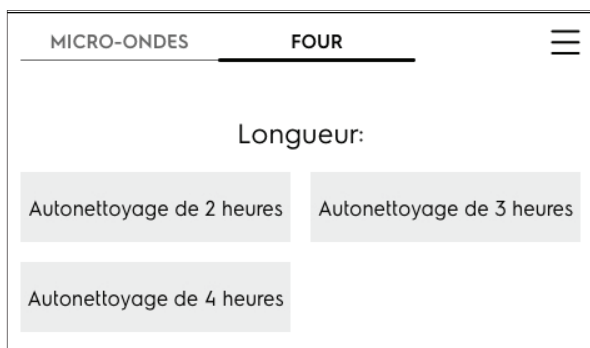 MICRO-ONDES FOUR
Longueur:
Autonettoyage de 2 heures Autonettoyage de 3 heures
Autonettoyage de 4 heures